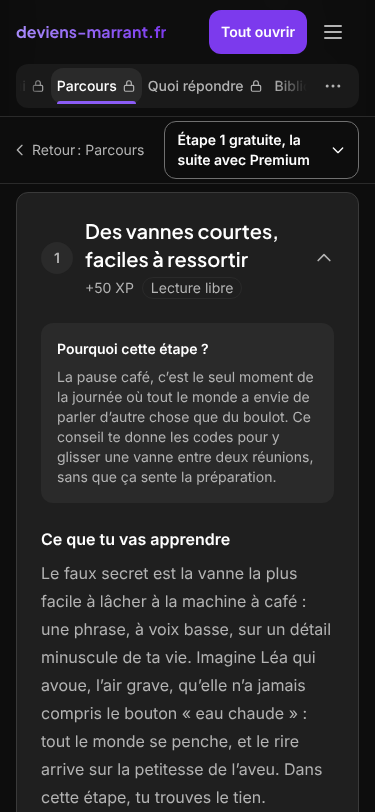 deviens-marrant.fr
Tout ouvrir
Parcours
Quoi répondre
Bibli
Retour : Parcours
Étape 1 gratuite, la
suite avec Premium
1
Des vannes courtes,
faciles à ressortir
+50 XP
Lecture libre
Pourquoi cette étape ?
La pause café, c’est le seul moment de
la journée où tout le monde a envie de
parler d’autre chose que du boulot. Ce
conseil te donne les codes pour y
glisser une vanne entre deux réunions,
sans que ça sente la préparation.
Ce que tu vas apprendre
Le faux secret est la vanne la plus
facile à lâcher à la machine à café :
une phrase, à voix basse, sur un détail
minuscule de ta vie. Imagine Léa qui
avoue, l’air grave, qu’elle n’a jamais
compris le bouton « eau chaude » :
tout le monde se penche, et le rire
arrive sur la petitesse de l’aveu. Dans
cette étape, tu trouves le tien.